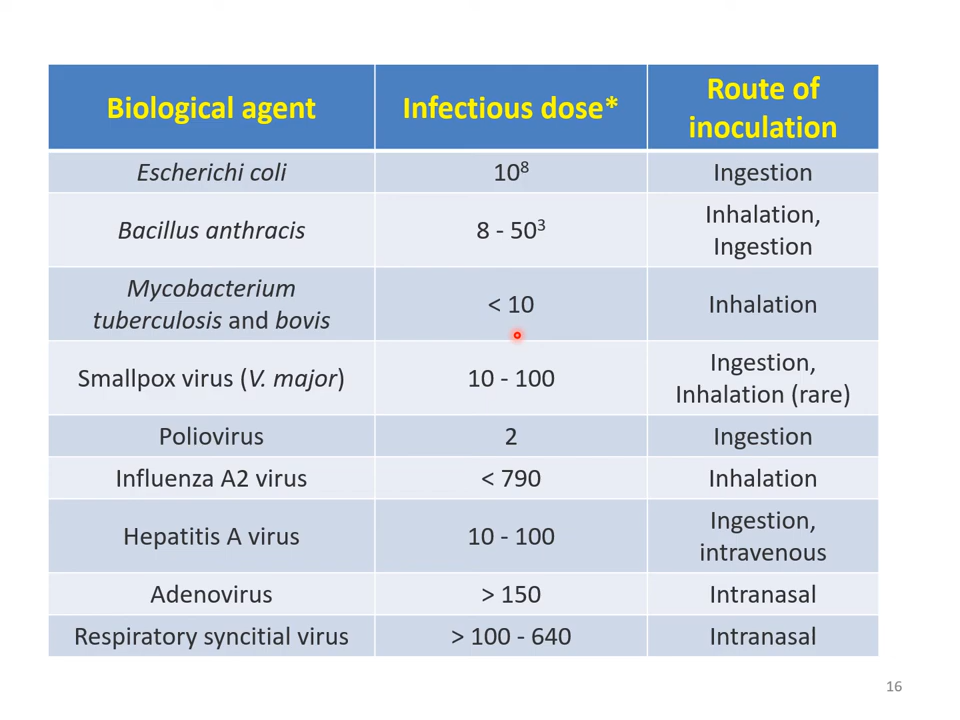 Biological agent Infectious dose* Route of
inoculation
Escherichi coli 10⁸ Ingestion
Bacillus anthracis 8 - 50³ Inhalation,
Ingestion
Mycobacterium
tuberculosis and bovis < 10 Inhalation
Smallpox virus (V. major) 10 - 100 Ingestion,
Inhalation (rare)
Poliovirus 2 Ingestion
Influenza A2 virus < 790 Inhalation
Hepatitis A virus 10 - 100 Ingestion,
intravenous
Adenovirus > 150 Intranasal
Respiratory syncitial virus > 100 - 640 Intranasal
16